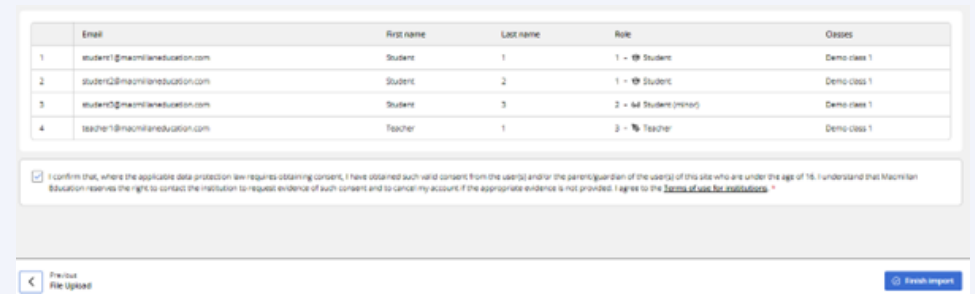 Email First name Last name Role Classes
1 student1@macmillaneducation.com Student 1 1 - Student Demo class 1
2 student2@macmillaneducation.com Student 2 1 - Student Demo class 1
3 student3@macmillaneducation.com Student 3 2 - Student (minor) Demo class 1
4 teacher1@macmillaneducation.com Teacher 1 3 - Teacher Demo class 1
I confirm that, where the applicable data protection law requires obtaining consent, I have obtained such valid consent from the user(s) and/or the parent/guardian of the user(s) of this site who are under the age of 16. I understand that Macmillan
Education reserves the right to contact the institution to request evidence of such consent and to cancel my account if the appropriate evidence is not provided. I agree to the Terms of use for institutions. *
Previous
File Upload
Finish import